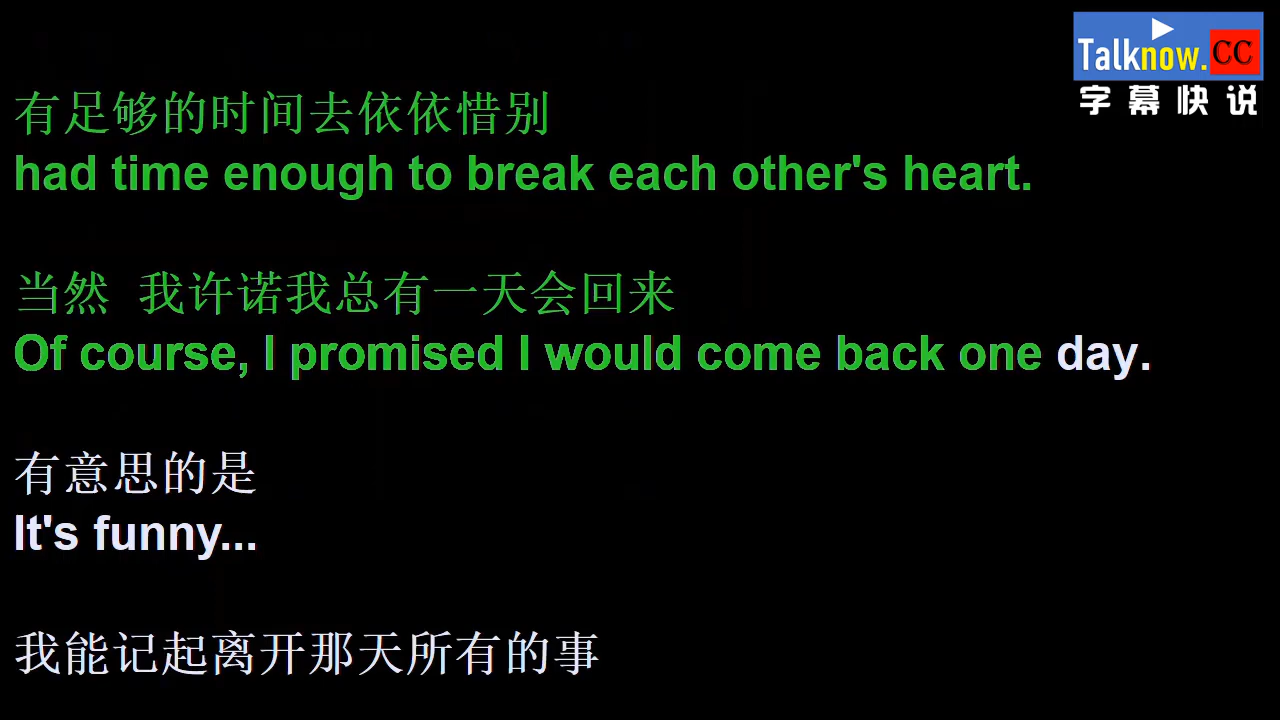 Talknow.CC
字幕快说
有足够的时间去依依惜别
had time enough to break each other's heart.
当然 我许诺我总有一天会回来
Of course, I promised I would come back one day.
有意思的是
It's funny...
我能记起离开那天所有的事